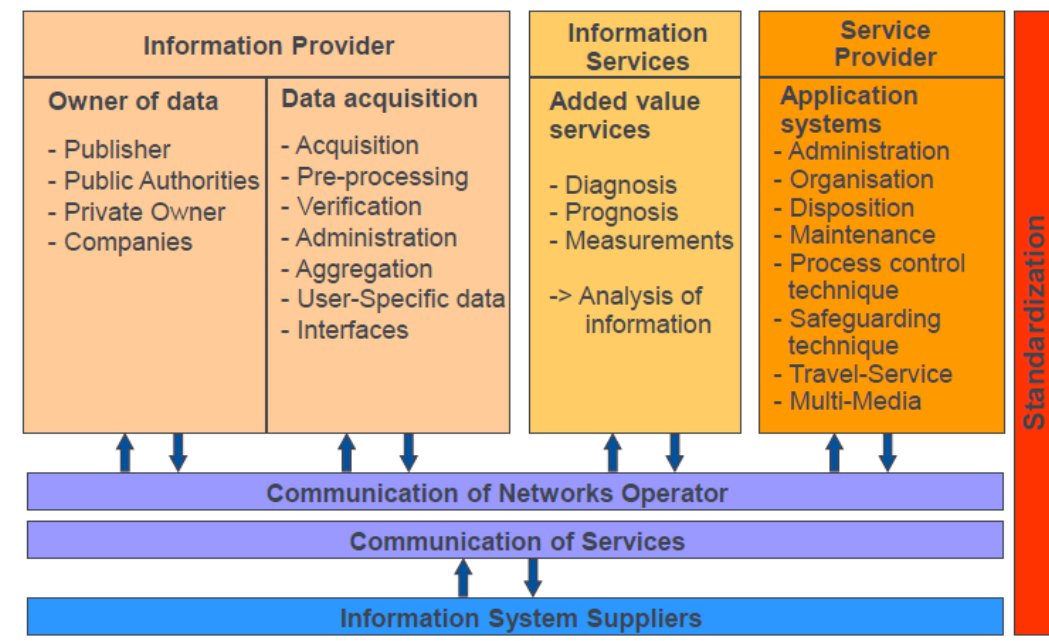 Information Provider
Owner of data
- Publisher
- Public Authorities
- Private Owner
- Companies
Data acquisition
- Acquisition
- Pre-processing
- Verification
- Administration
- Aggregation
- User-Specific data
- Interfaces
Information
Services
Added value
services
- Diagnosis
- Prognosis
- Measurements
-> Analysis of
information
Service
Provider
Application
systems
- Administration
- Organisation
- Disposition
- Maintenance
- Process control
technique
- Safeguarding
technique
- Travel-Service
- Multi-Media
Standardization
Communication of Networks Operator
Communication of Services
Information System Suppliers